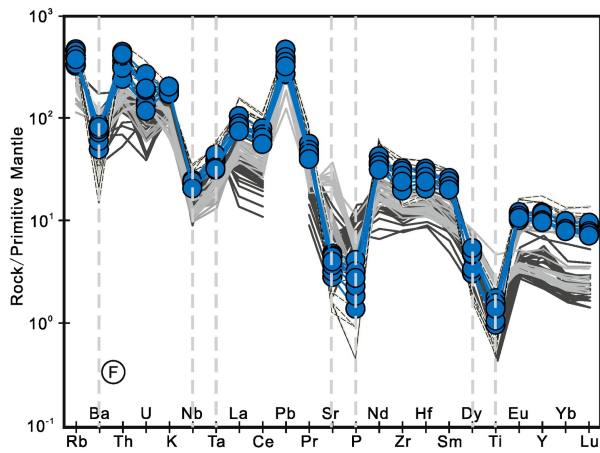 10³
10²
10¹
10⁰
10⁻¹
Rock/Primitive Mantle
F
Ba U Nb La Pb Sr Nd Hf Dy Eu Yb
Rb Th K Ta Ce Pr P Zr Sm Ti Y Lu